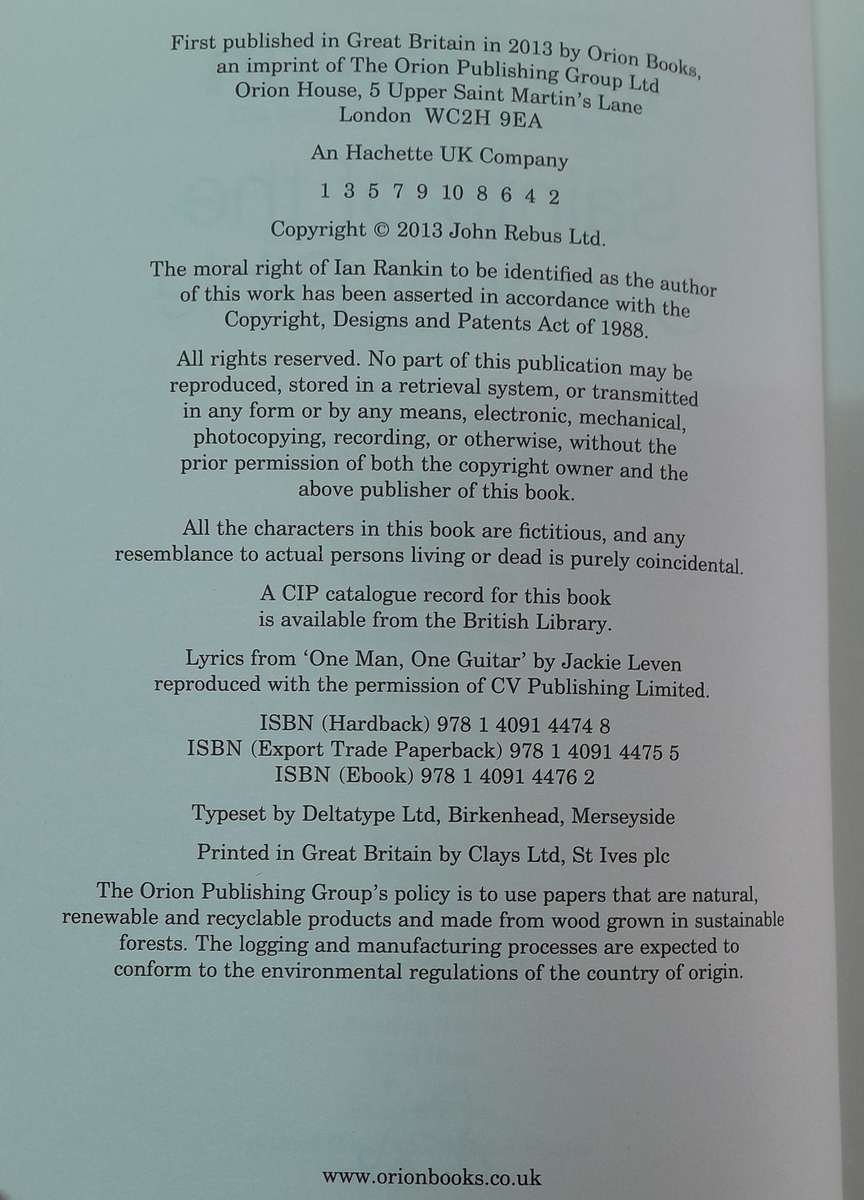 First published in Great Britain in 2013 by Orion Books,
an imprint of The Orion Publishing Group Ltd
Orion House, 5 Upper Saint Martin's Lane
London WC2H 9EA
An Hachette UK Company
1 3 5 7 9 10 8 6 4 2
Copyright © 2013 John Rebus Ltd.
The moral right of Ian Rankin to be identified as the author
of this work has been asserted in accordance with the
Copyright, Designs and Patents Act of 1988.
All rights reserved. No part of this publication may be
reproduced, stored in a retrieval system, or transmitted
in any form or by any means, electronic, mechanical,
photocopying, recording, or otherwise, without the
prior permission of both the copyright owner and the
above publisher of this book.
All the characters in this book are fictitious, and any
resemblance to actual persons living or dead is purely coincidental.
A CIP catalogue record for this book
is available from the British Library.
Lyrics from ‘One Man, One Guitar’ by Jackie Leven
reproduced with the permission of CV Publishing Limited.
ISBN (Hardback) 978 1 4091 4474 8
ISBN (Export Trade Paperback) 978 1 4091 4475 5
ISBN (Ebook) 978 1 4091 4476 2
Typeset by Deltatype Ltd, Birkenhead, Merseyside
Printed in Great Britain by Clays Ltd, St Ives plc
The Orion Publishing Group's policy is to use papers that are natural,
renewable and recyclable products and made from wood grown in sustainable
forests. The logging and manufacturing processes are expected to
conform to the environmental regulations of the country of origin.
www.orionbooks.co.uk